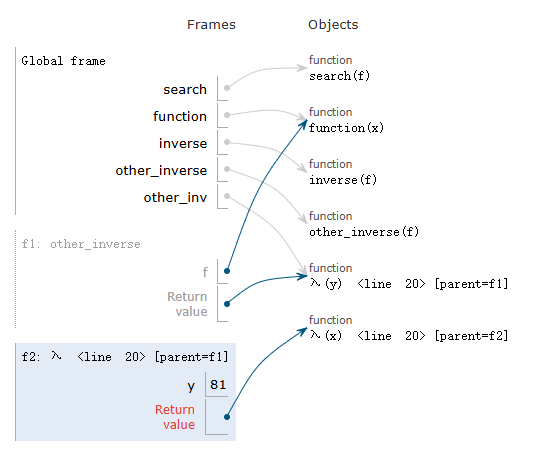 Frames Objects
Global frame
search
function
inverse
other_inverse
other_inv
function
search(f)
function
function(x)
function
inverse(f)
function
other_inverse(f)
function
λ(y) <line 20> [parent=f1]
function
λ(x) <line 20> [parent=f2]
f1: other_inverse
f
Return
value
f2: λ <line 20> [parent=f1]
y 81
Return
value